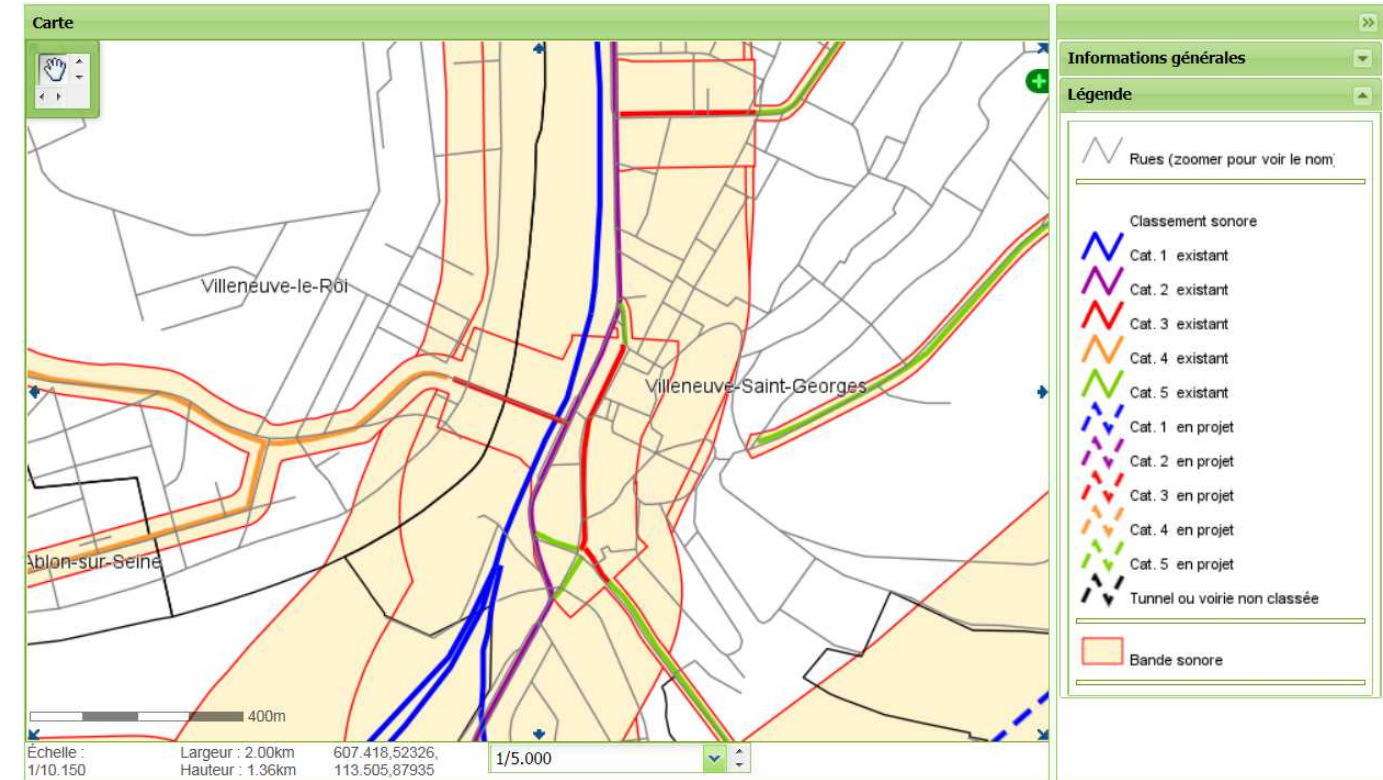 Carte
Villeneuve-le-Roi
Villeneuve-Saint-Georges
Ablon-sur-Seine
400m
Échelle :
1/10.150
Largeur : 2.00km
Hauteur : 1.36km
607.418,52326,
113.505,87935
1/5.000
Informations générales
Légende
Rues (zoomer pour voir le nom
Classement sonore
Cat. 1 existant
Cat. 2 existant
Cat. 3 existant
Cat. 4 existant
Cat. 5 existant
Cat. 1 en projet
Cat. 2 en projet
Cat. 3 en projet
Cat. 4 en projet
Cat. 5 en projet
Tunnel ou voirie non classée
Bande sonore